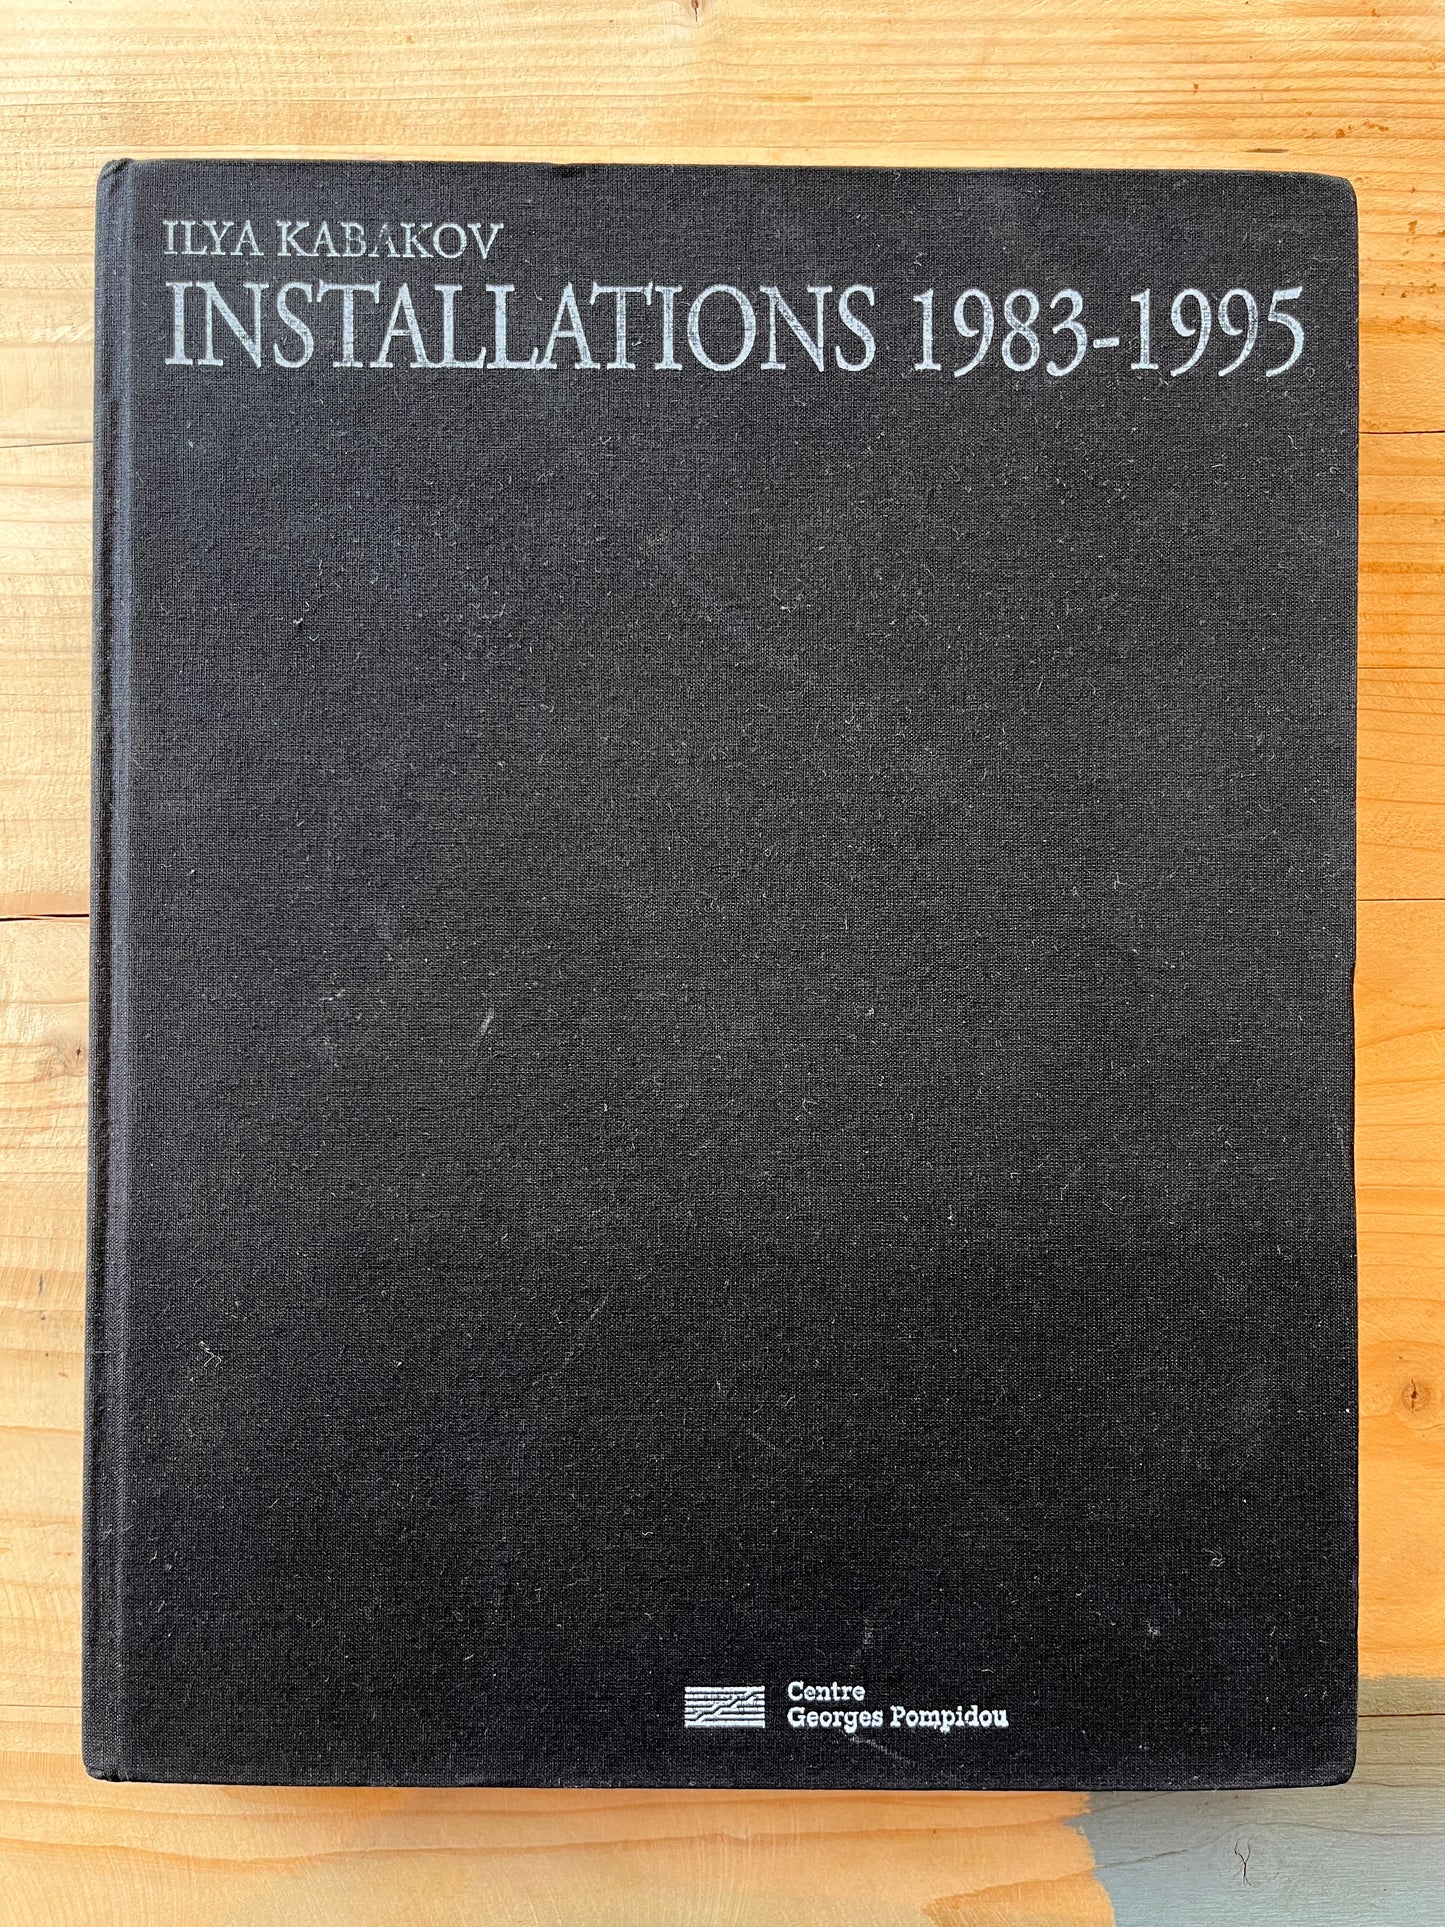 ILYA KABAKOV
INSTALLATIONS 1983-1995
Centre
Georges Pompidou